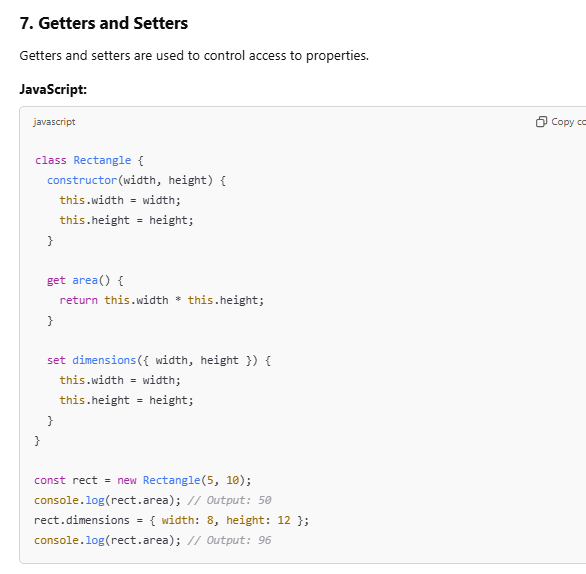 7. Getters and Setters
Getters and setters are used to control access to properties.
JavaScript:
javascript
Copy co
class Rectangle {
  constructor(width, height) {
    this.width = width;
    this.height = height;
  }
  get area() {
    return this.width * this.height;
  }
  set dimensions({ width, height }) {
    this.width = width;
    this.height = height;
  }
}
const rect = new Rectangle(5, 10);
console.log(rect.area); // Output: 50
rect.dimensions = { width: 8, height: 12 };
console.log(rect.area); // Output: 96